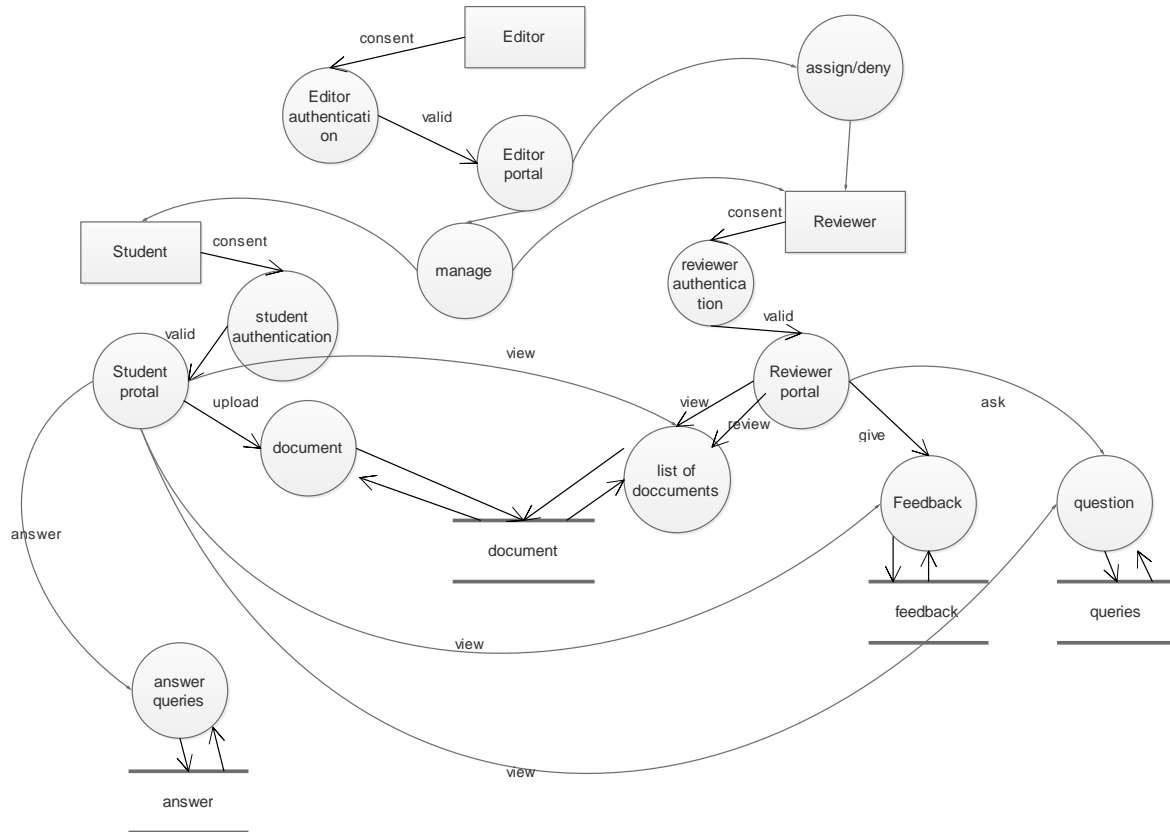 Editor
consent
assign/deny
Editor
authenticati
on
valid
Editor
portal
Student
consent
manage
consent
Reviewer
reviewer
authentica
tion
student
authentication
valid
valid
Student
protal
view
Reviewer
portal
upload
view
review
ask
give
document
list of
doccuments
Feedback
question
answer
document
feedback
queries
view
answer
queries
view
answer